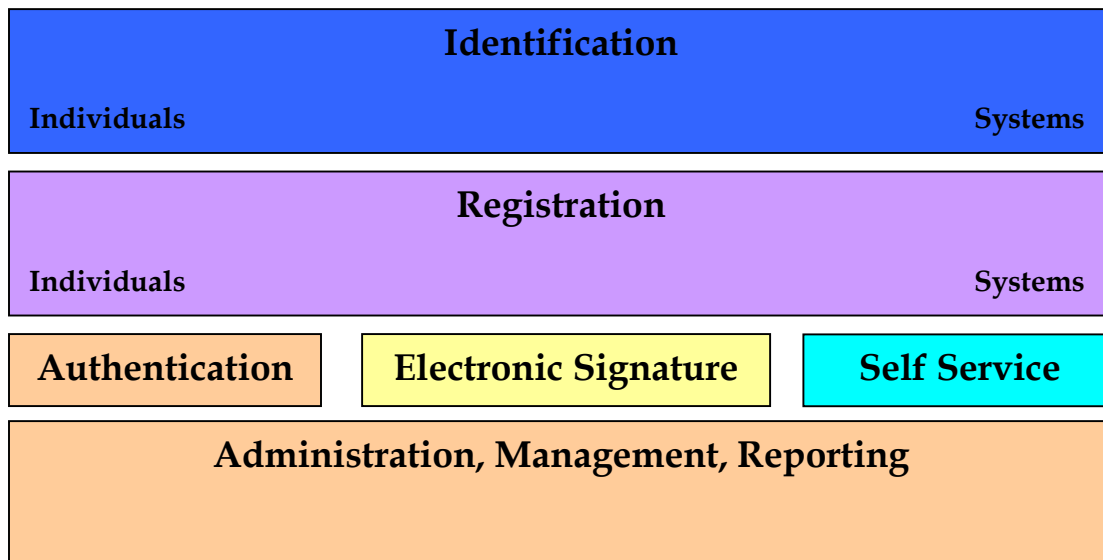 Identification
Individuals Systems
Registration
Individuals Systems
Authentication Electronic Signature Self Service
Administration, Management, Reporting